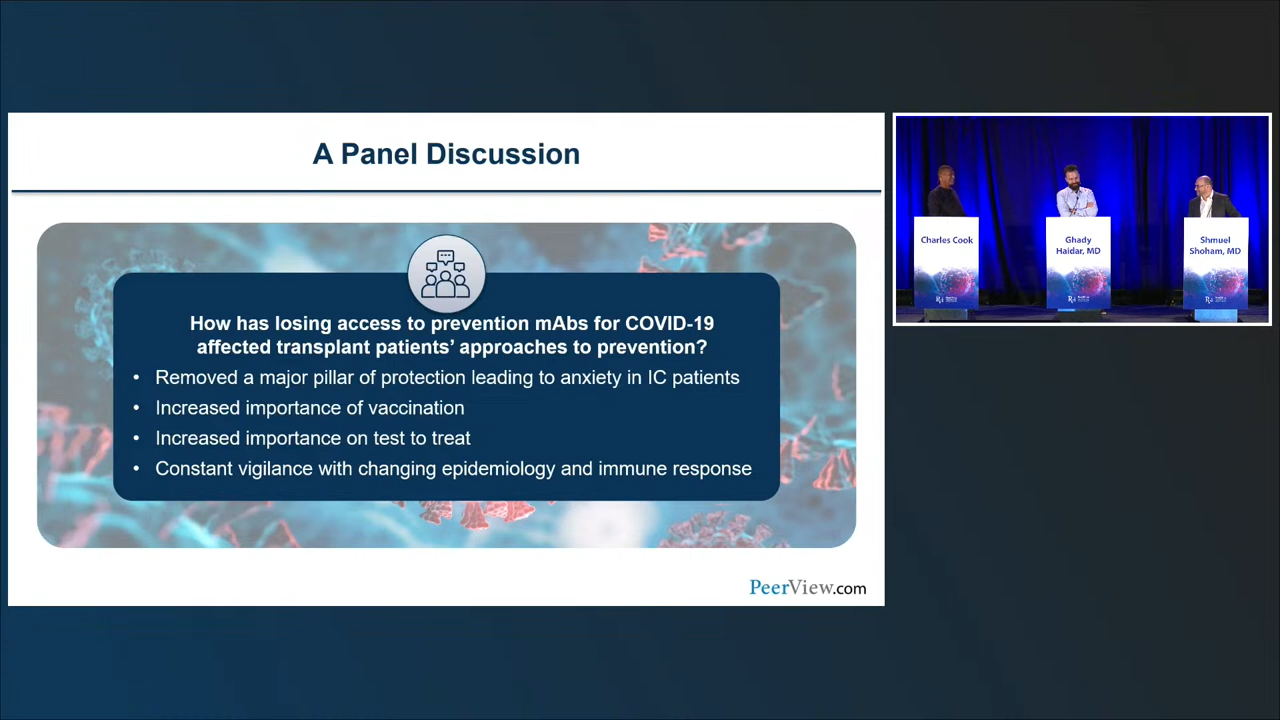 A Panel Discussion
How has losing access to prevention mAbs for COVID-19
affected transplant patients’ approaches to prevention?
• Removed a major pillar of protection leading to anxiety in IC patients
• Increased importance of vaccination
• Increased importance on test to treat
• Constant vigilance with changing epidemiology and immune response
PeerView.com
Charles Cook
Ghady
Haidar, MD
Shmuel
Shoham, MD